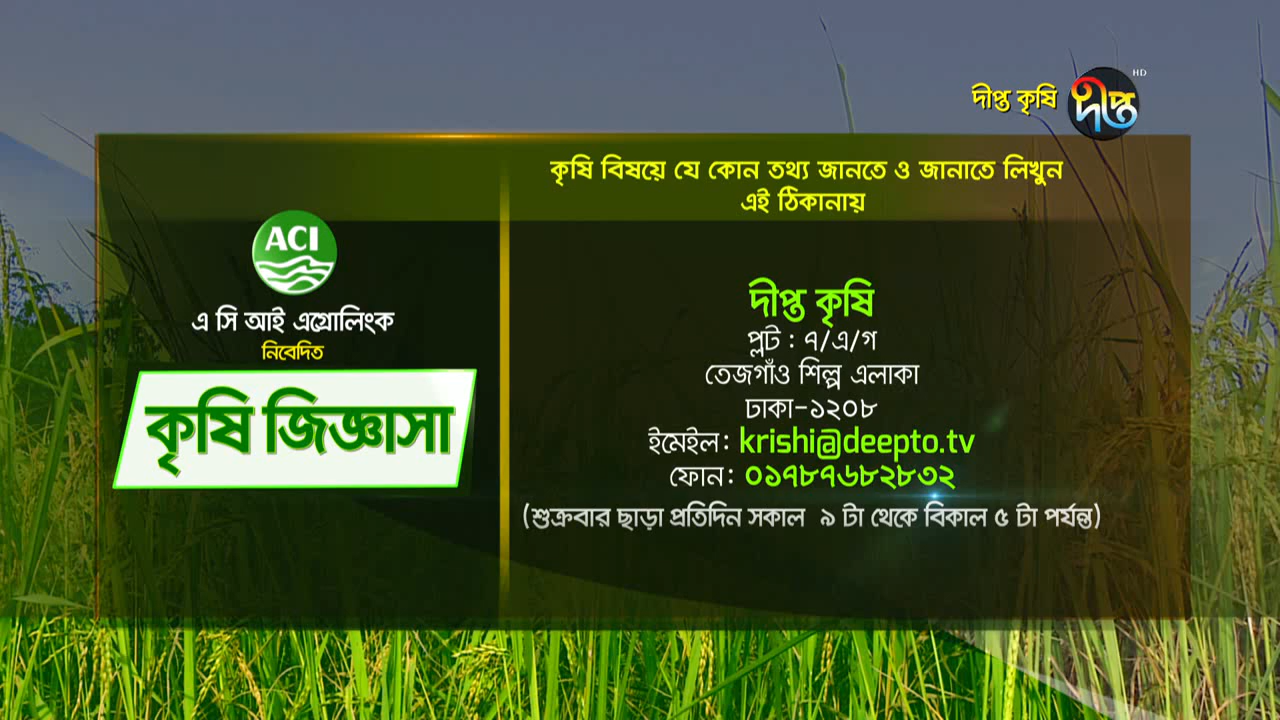 দীপ্ত কৃষি
দীপ্ত
HD
কৃষি বিষয়ে যে কোন তথ্য জানতে ও জানাতে লিখুন
এই ঠিকানায়
ACI
এ সি আই এগ্রোলিংক
নিবেদিত
কৃষি জিজ্ঞাসা
দীপ্ত কৃষি
প্লট : ৭/এ/গ
তেজগাঁও শিল্প এলাকা
ঢাকা-১২০৮
ইমেইল: krishi@deepto.tv
ফোন: ০১৭৮৭৬৮২৮৩২
(শুক্রবার ছাড়া প্রতিদিন সকাল ৯ টা থেকে বিকাল ৫ টা পর্যন্ত)